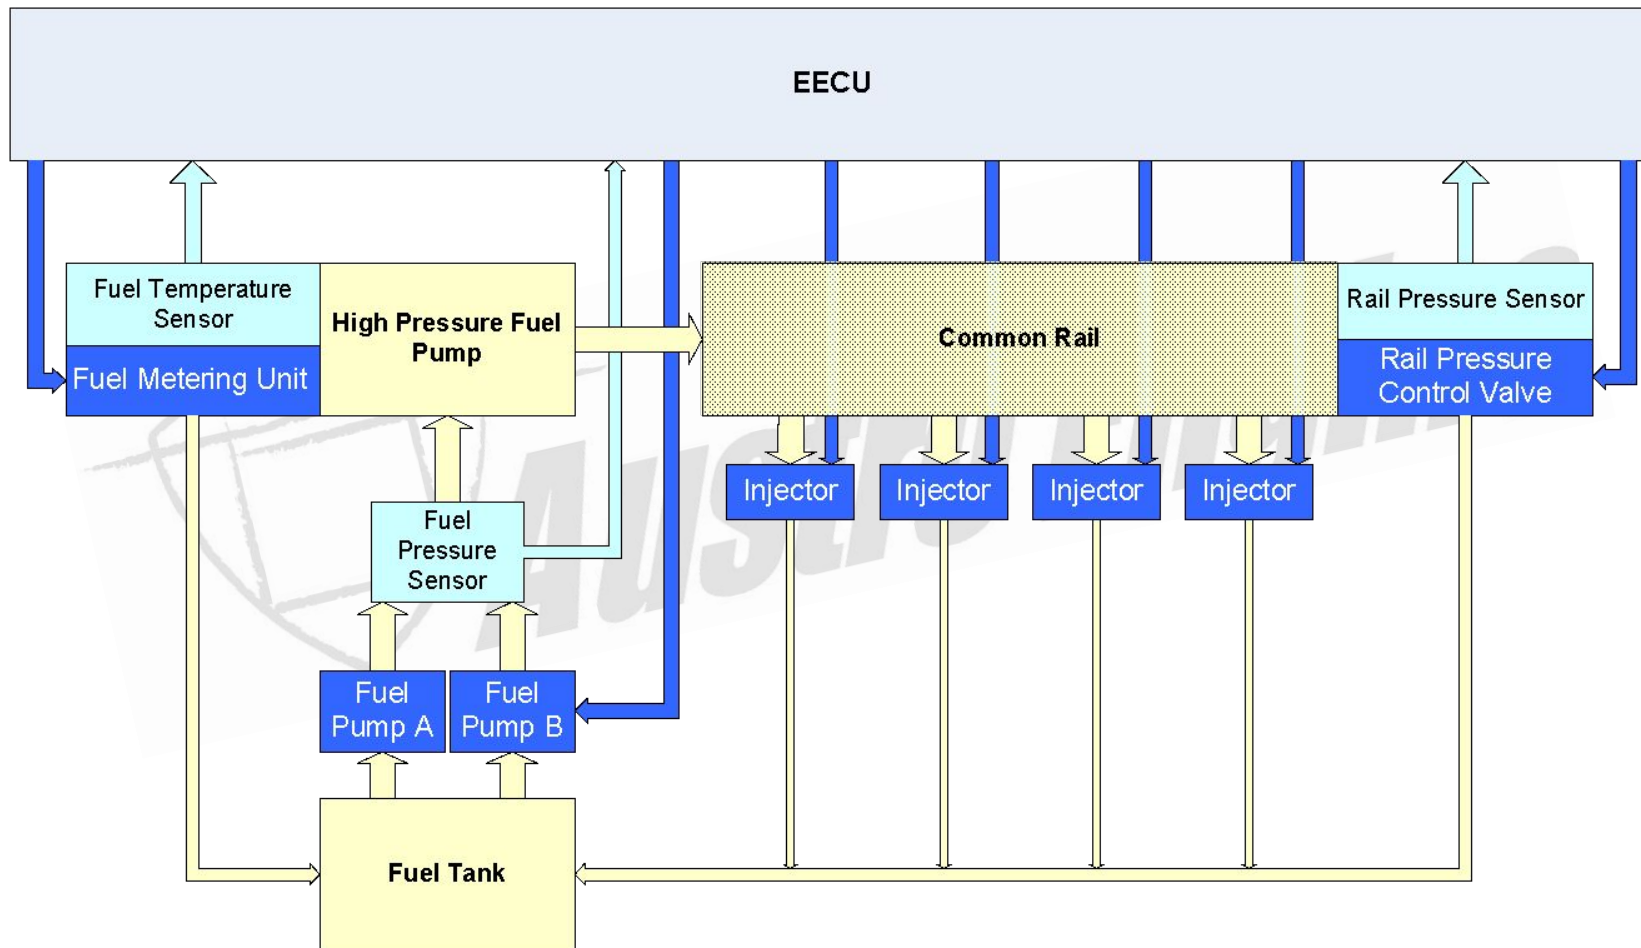 EECU
Fuel Temperature
Sensor
High Pressure Fuel
Pump
Fuel Metering Unit
Common Rail
Rail Pressure Sensor
Rail Pressure
Control Valve
Injector
Injector
Injector
Injector
Fuel
Pressure
Sensor
Fuel
Pump A
Fuel
Pump B
Fuel Tank